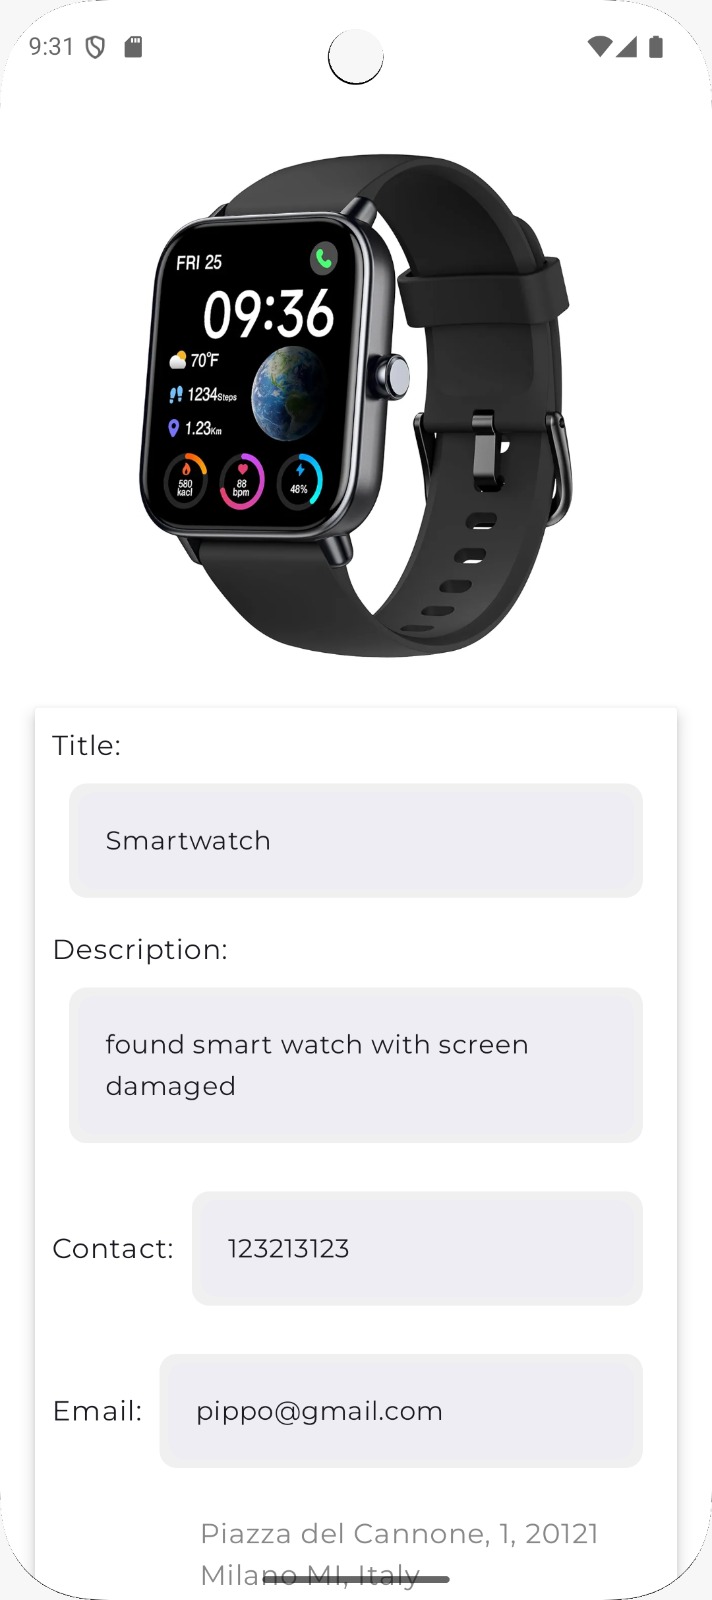 9:31
FRI 25
09:36
70°F
1234Steps
1.23Km
580
kacl
88
bpm
48%
Title:
Smartwatch
Description:
found smart watch with screen
damaged
Contact:
123213123
Email:
pippo@gmail.com
Piazza del Cannone, 1, 20121
Milano MI, Italy